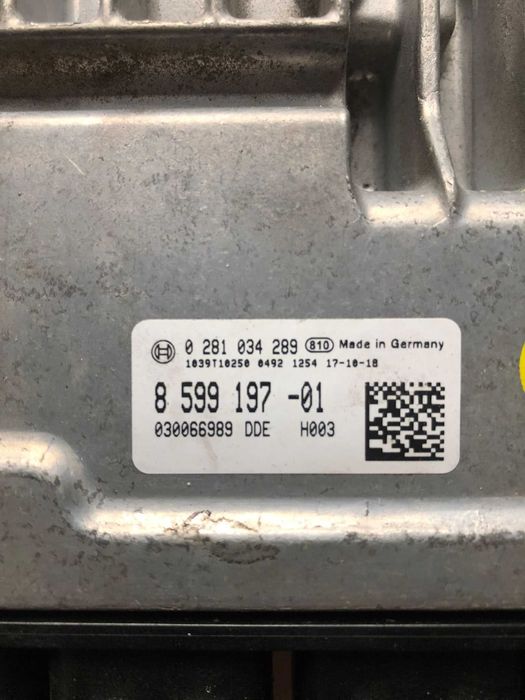 0 281 034 289 810 Made in Germany
1039T10250 0492 1254 17-10-18
8 599 197 -01
030066989 DDE H003